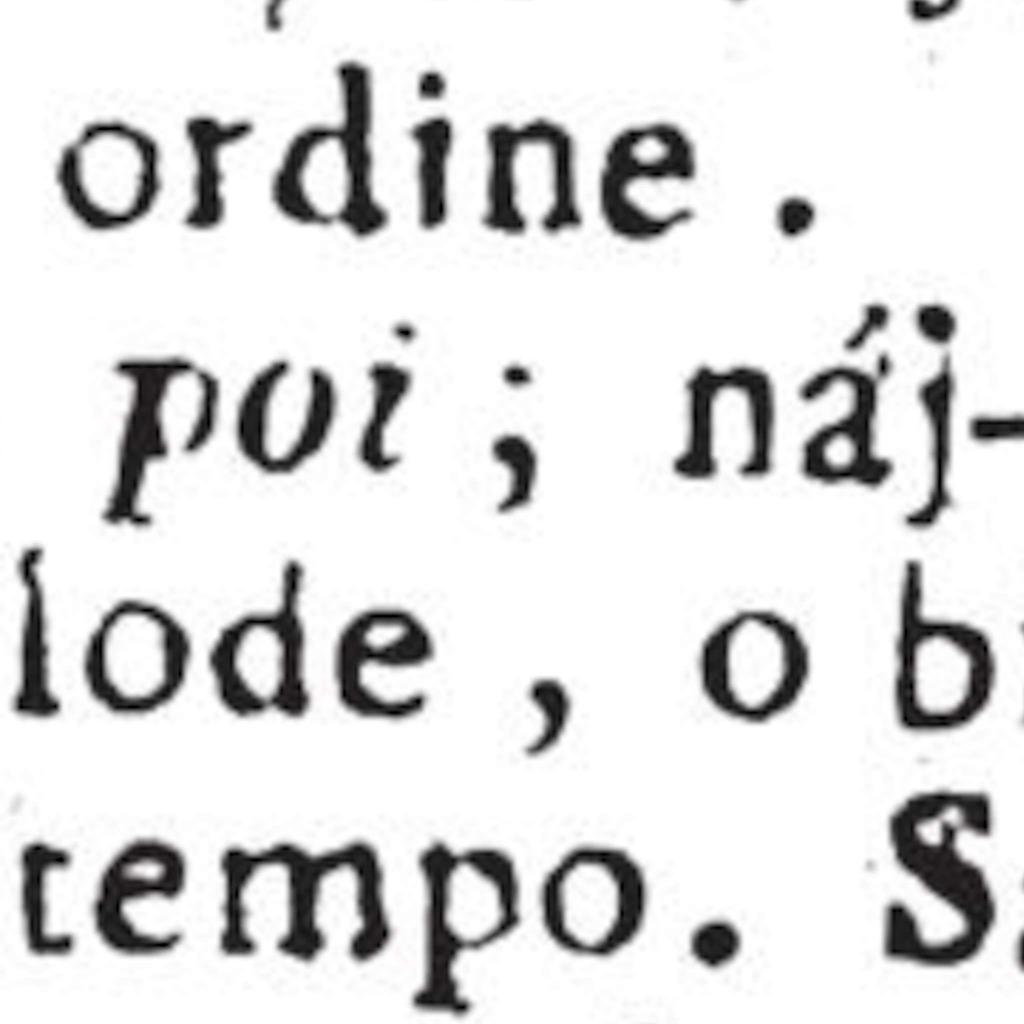 ordine .
poi ; náj-
lode , o
tempo.